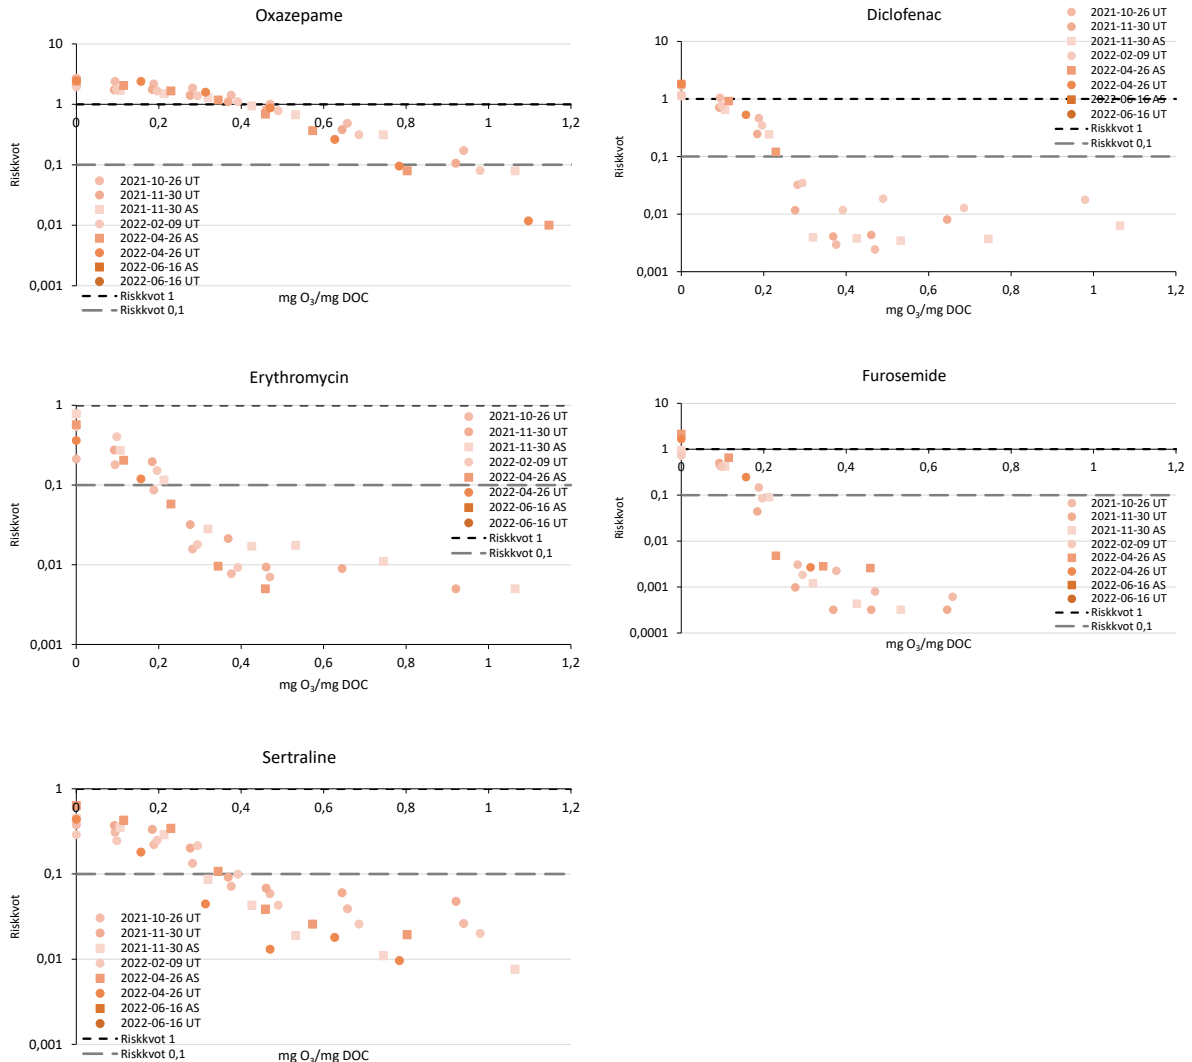 Oxazepame
10
1
0,1
0,01
0,001
0
0,2
0,4
0,6
0,8
1
1,2
Riskkvot
mg O₃/mg DOC
2021-10-26 UT
2021-11-30 UT
2021-11-30 AS
2022-02-09 UT
2022-04-26 AS
2022-04-26 UT
2022-06-16 AS
2022-06-16 UT
Riskkvot 1
Riskkvot 0,1
Diclofenac
10
1
0,1
0,01
0,001
0
0,2
0,4
0,6
0,8
1
1,2
Riskkvot
mg O₃/mg DOC
2021-10-26 UT
2021-11-30 UT
2021-11-30 AS
2022-02-09 UT
2022-04-26 AS
2022-04-26 UT
2022-06-16 AS
2022-06-16 UT
Riskkvot 1
Riskkvot 0,1
Erythromycin
1
0,1
0,01
0,001
0
0,2
0,4
0,6
0,8
1
1,2
Riskkvot
mg O₃/mg DOC
2021-10-26 UT
2021-11-30 UT
2021-11-30 AS
2022-02-09 UT
2022-04-26 AS
2022-04-26 UT
2022-06-16 AS
2022-06-16 UT
Furosemide
10
1
0,1
0,01
0,001
0,0001
0
0,2
0,4
0,6
0,8
1
1,2
Riskkvot
mg O₃/mg DOC
2021-10-26 UT
2021-11-30 UT
2021-11-30 AS
2022-02-09 UT
2022-04-26 AS
2022-04-26 UT
2022-06-16 AS
2022-06-16 UT
Riskkvot 1
Riskkvot 0,1
Sertraline
1
0,1
0,01
0,001
0
0,2
0,4
0,6
0,8
1
1,2
Riskkvot
mg O₃/mg DOC
2021-10-26 UT
2021-11-30 UT
2021-11-30 AS
2022-02-09 UT
2022-04-26 AS
2022-04-26 UT
2022-06-16 AS
2022-06-16 UT
Riskkvot 1
Riskkvot 0,1